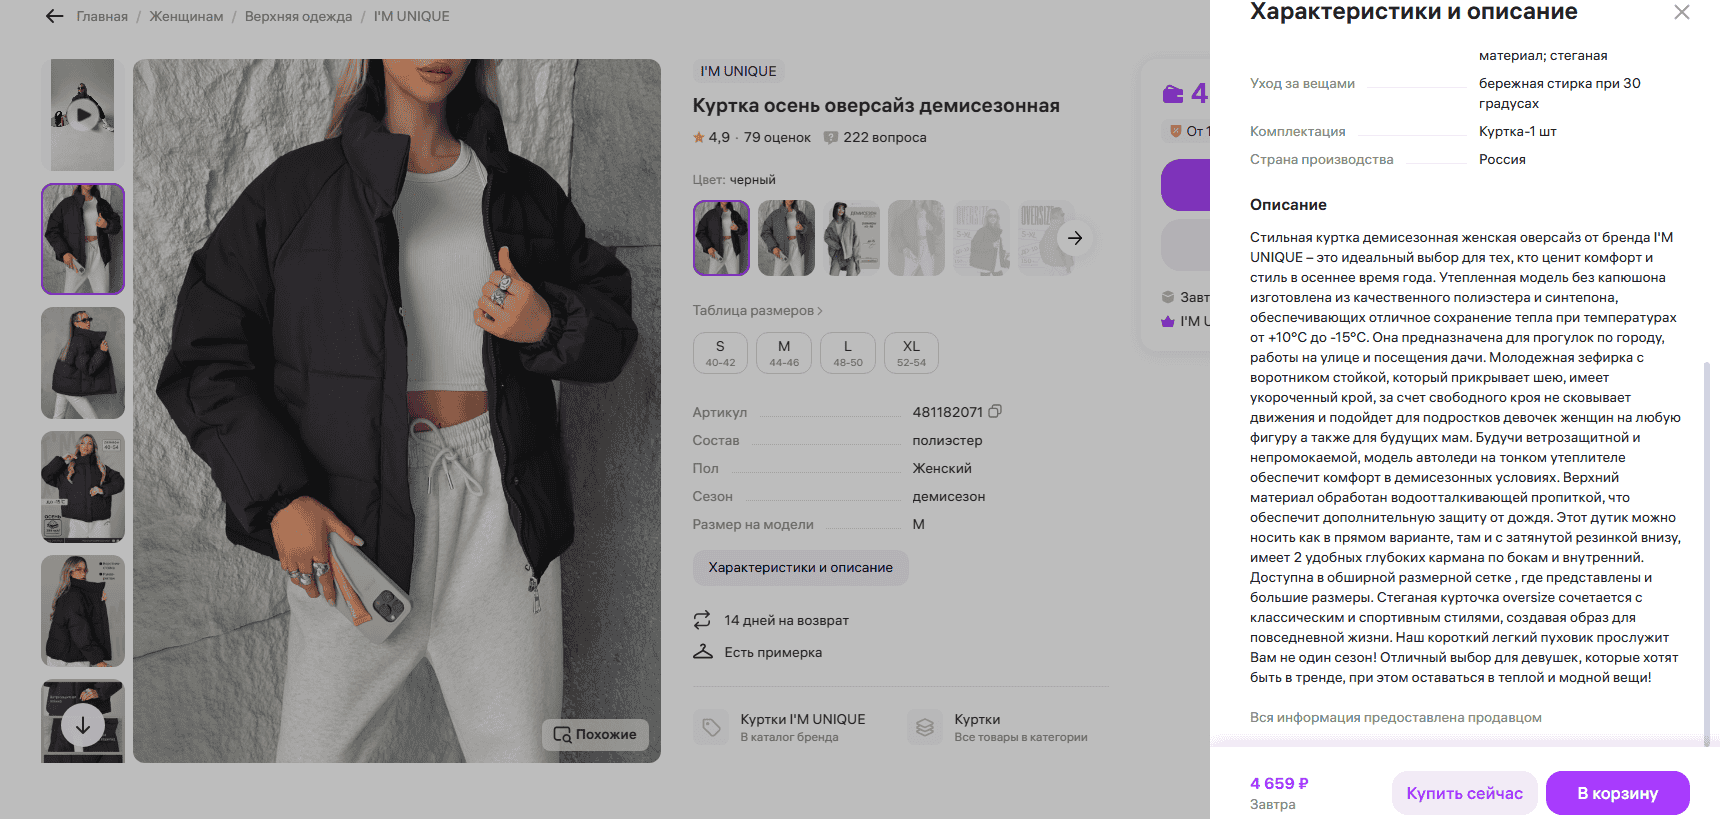 Главная / Женщинам / Верхняя одежда / I'M UNIQUE
I'M UNIQUE
Куртка осень оверсайз демисезонная
4,9 · 79 оценок 222 вопроса
Цвет: черный
Таблица размеров
S M L XL
40-42 44-46 48-50 52-54
Артикул 481182071
Состав полиэстер
Пол Женский
Сезон демисезон
Размер на модели M
Характеристики и описание
14 дней на возврат
Есть примерка
Куртки I'M UNIQUE
В каталог бренда
Куртки
Все товары в категории
Похожие
4
От 1
Завт
I'M U
Характеристики и описание
материал; стеганая
Уход за вещами бережная стирка при 30
градусах
Комплектация Куртка-1 шт
Страна производства Россия
Описание
Стильная куртка демисезонная женская оверсайз от бренда I'M
UNIQUE – это идеальный выбор для тех, кто ценит комфорт и
стиль в осеннее время года. Утепленная модель без капюшона
изготовлена из качественного полиэстера и синтепона,
обеспечивающих отличное сохранение тепла при температурах
от +10°С до -15°С. Она предназначена для прогулок по городу,
работы на улице и посещения дачи. Молодежная зефирка с
воротником стойкой, который прикрывает шею, имеет
укороченный крой, за счет свободного кроя не сковывает
движения и подойдет для подростков девочек женщин на любую
фигуру а также для будущих мам. Будучи ветрозащитной и
непромокаемой, модель автоледи на тонком утеплителе
обеспечит комфорт в демисезонных условиях. Верхний
материал обработан водоотталкивающей пропиткой, что
обеспечит дополнительную защиту от дождя. Этот дутик можно
носить как в прямом варианте, там и с затянутой резинкой внизу,
имеет 2 удобных глубоких кармана по бокам и внутренний.
Доступна в обширной размерной сетке , где представлены и
большие размеры. Стеганая курточка oversize сочетается с
классическим и спортивным стилями, создавая образ для
повседневной жизни. Наш короткий легкий пуховик прослужит
Вам не один сезон! Отличный выбор для девушек, которые хотят
быть в тренде, при этом оставаться в теплой и модной вещи!
Вся информация предоставлена продавцом
4 659 ₽
Завтра
Купить сейчас
В корзину